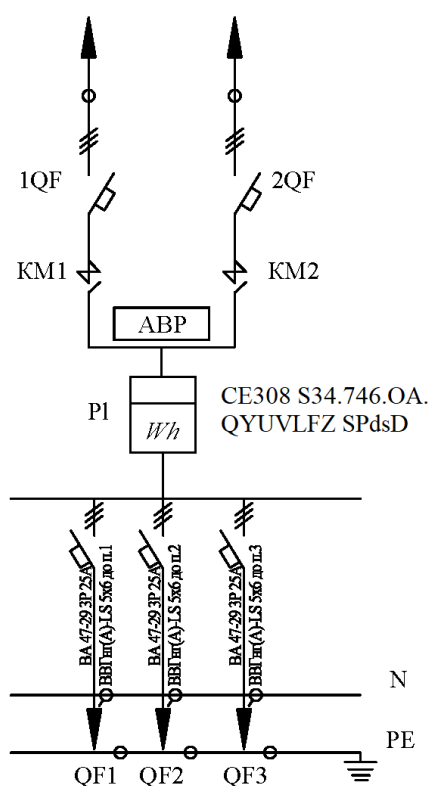 1QF
2QF
КМ1
КМ2
АВР
P1
Wh
CE308 S34.746.OA.
QYUVLFZ SPdsD
ВА 47-29 3Р 25А
ВВГнг(А)-LS 5х6 до п.1
ВА 47-29 3Р 25А
ВВГнг(А)-LS 5х6 до п.2
ВА 47-29 3Р 25А
ВВГнг(А)-LS 5х6 до п.3
N
PE
QF1
QF2
QF3